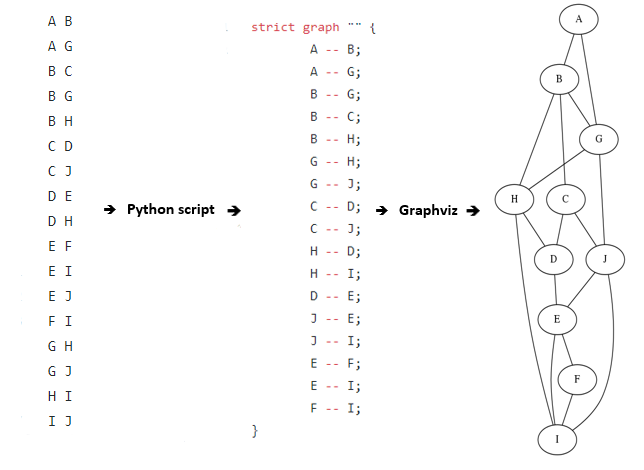 A B
A G
B C
B G
B H
C D
C J
D E
D H
E F
E I
E J
F I
G H
G J
H I
I J
→ Python script →
strict graph "" {
A -- B;
A -- G;
B -- G;
B -- C;
B -- H;
G -- H;
G -- J;
C -- D;
C -- J;
H -- D;
H -- I;
D -- E;
J -- E;
J -- I;
E -- F;
E -- I;
F -- I;
}
→ Graphviz →
A
B
G
H
C
D
J
E
F
I